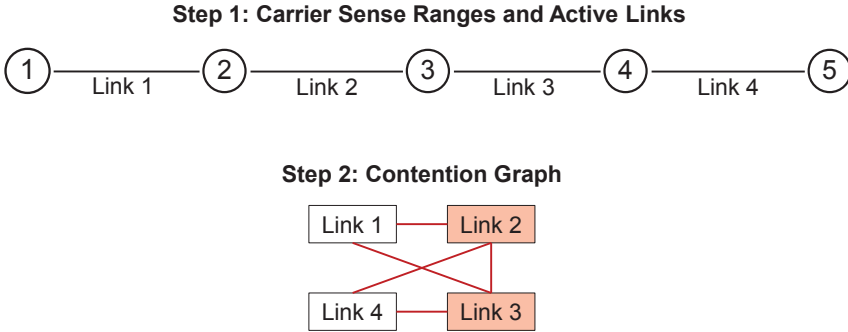 Step 1: Carrier Sense Ranges and Active Links
1 2 3 4 5
Link 1 Link 2 Link 3 Link 4
Step 2: Contention Graph
Link 1 Link 2
Link 4 Link 3